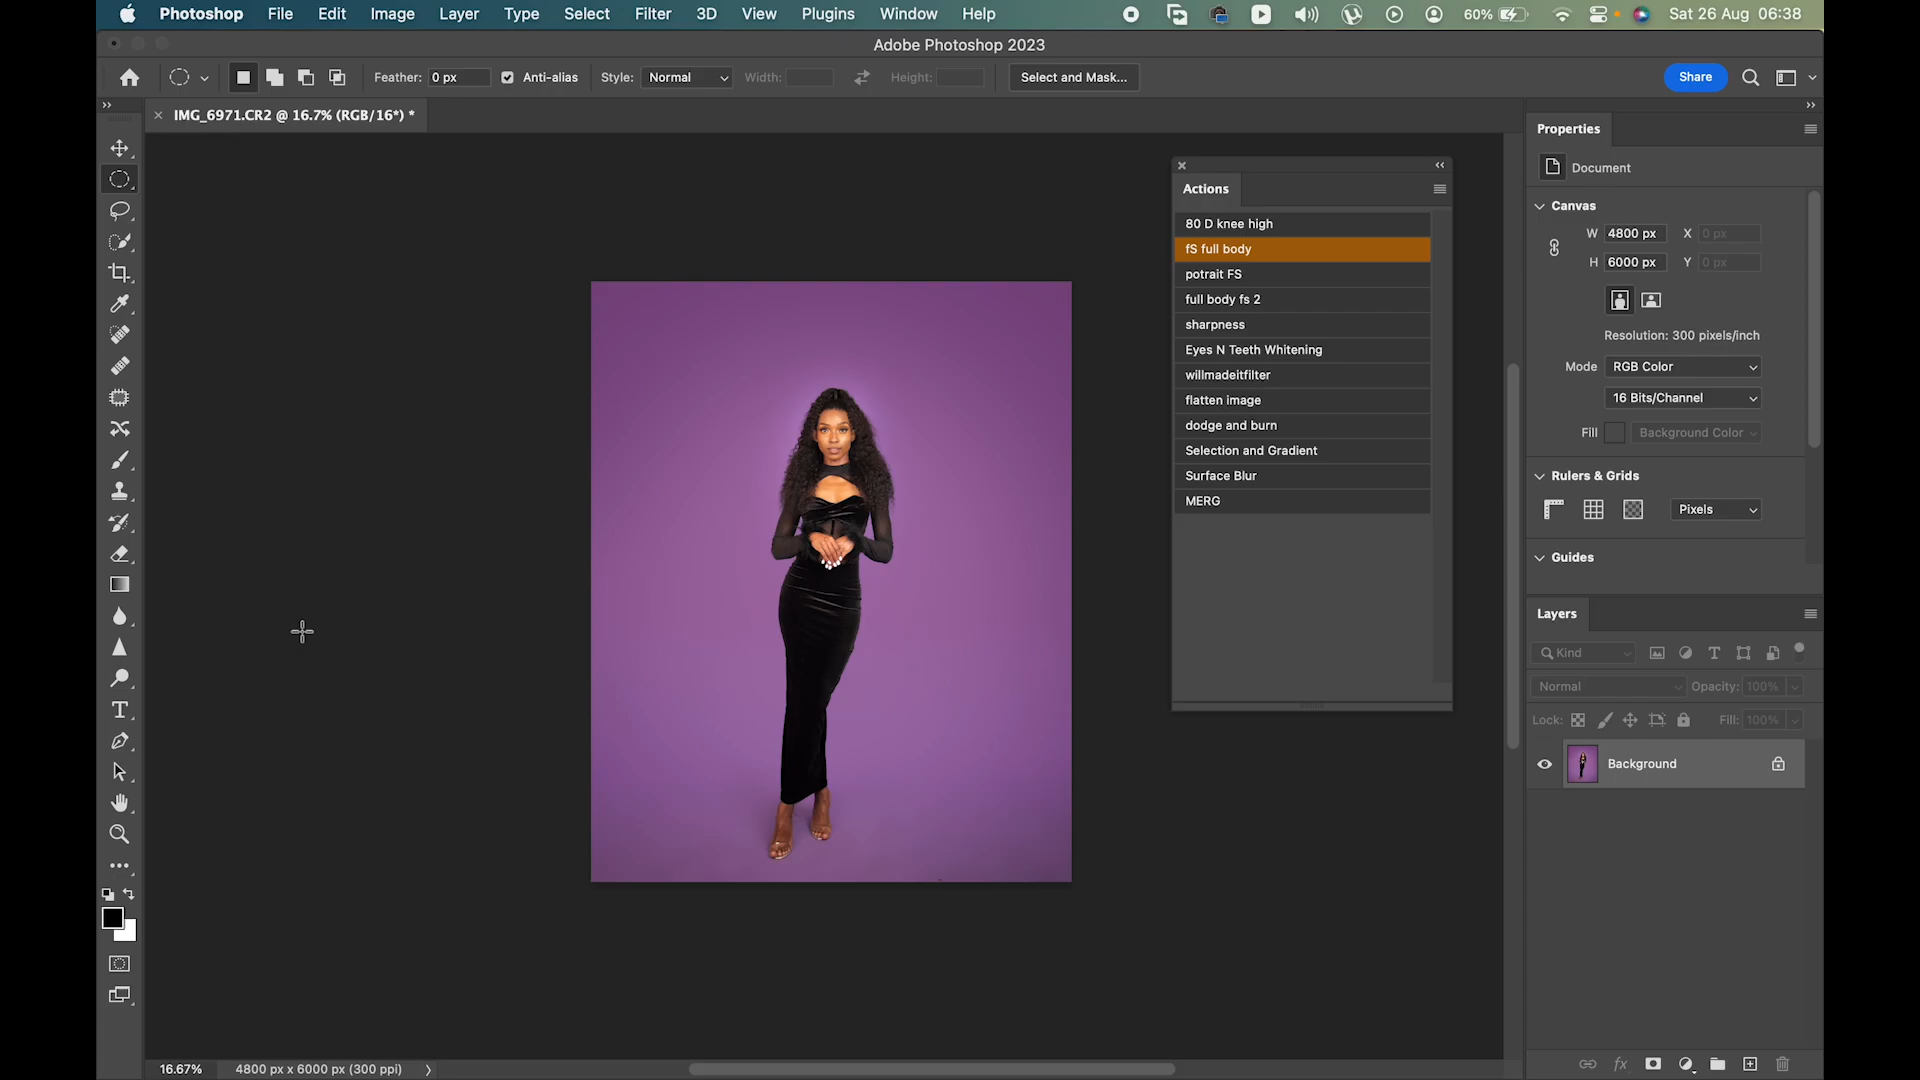 Photoshop File Edit Image Layer Type Select Filter 3D View Plugins Window Help 60% Sat 26 Aug 06:38
Adobe Photoshop 2023
Feather: 0 px Anti-alias Style: Normal Width: Height: Select and Mask... Share
IMG_6971.CR2 @ 16.7% (RGB/16*) *
Actions
80 D knee high
fS full body
potrait FS
full body fs 2
sharpness
Eyes N Teeth Whitening
willmadeitfilter
flatten image
dodge and burn
Selection and Gradient
Surface Blur
MERG
Properties
Document
Canvas
W 4800 px X 0 px
H 6000 px Y 0 px
Resolution: 300 pixels/inch
Mode RGB Color
16 Bits/Channel
Fill Background Color
Rulers & Grids
Pixels
Guides
Layers
Kind
Normal Opacity: 100%
Lock: Fill: 100%
Background
16.67% 4800 px x 6000 px (300 ppi)